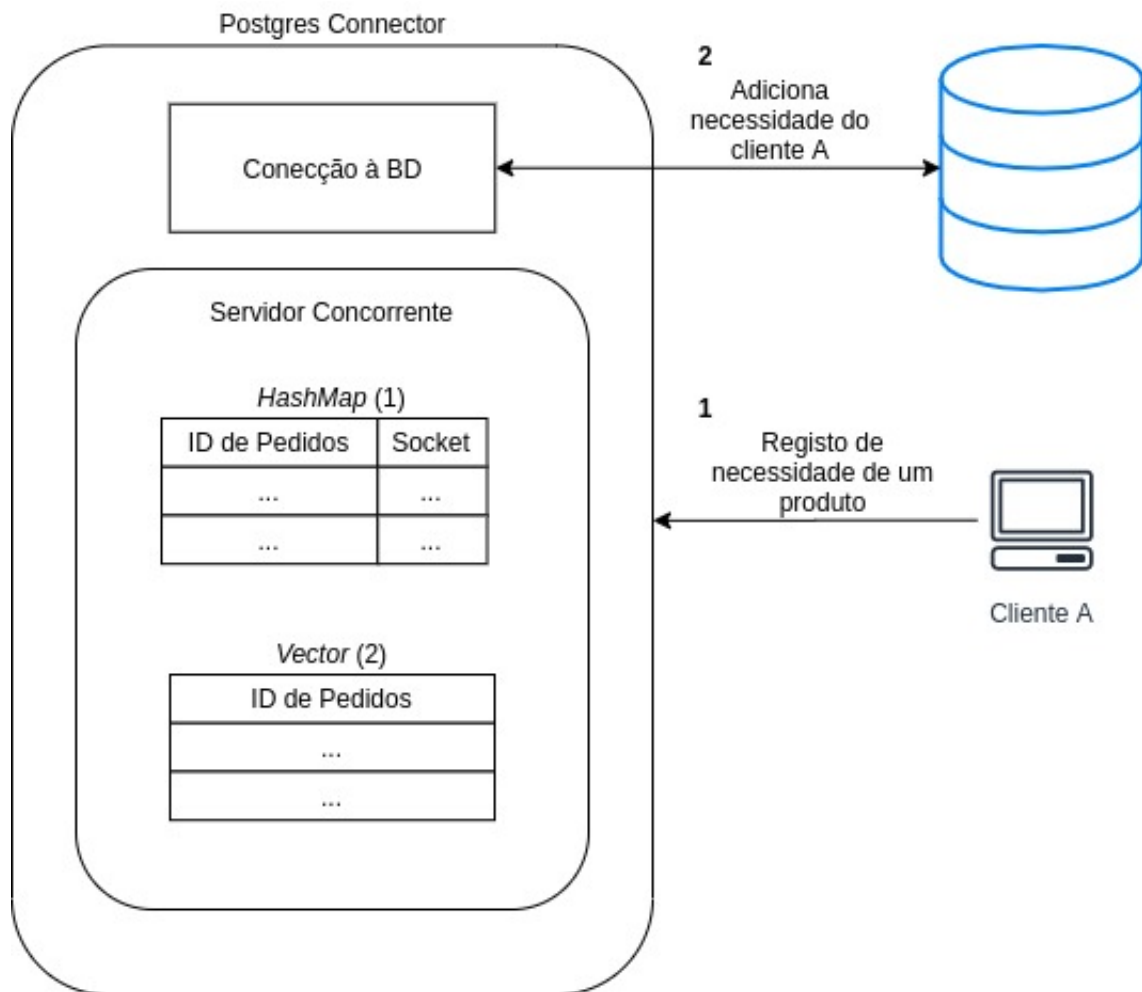 Postgres Connector
2
Adiciona
necessidade do
cliente A
Conecção à BD
Servidor Concorrente
HashMap (1)
ID de Pedidos Socket
... ...
... ...
1
Registo de
necessidade de um
produto
Cliente A
Vector (2)
ID de Pedidos
...
...